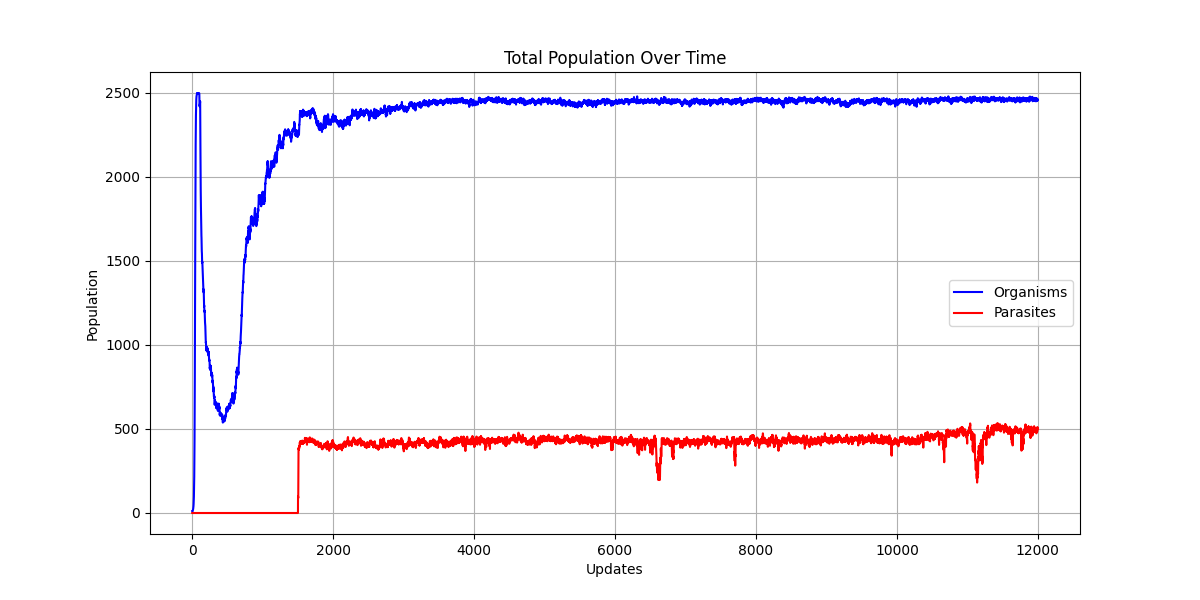 Total Population Over Time
Population
2500
2000
1500
1000
500
0
Organisms
Parasites
0 2000 4000 6000 8000 10000 12000
Updates